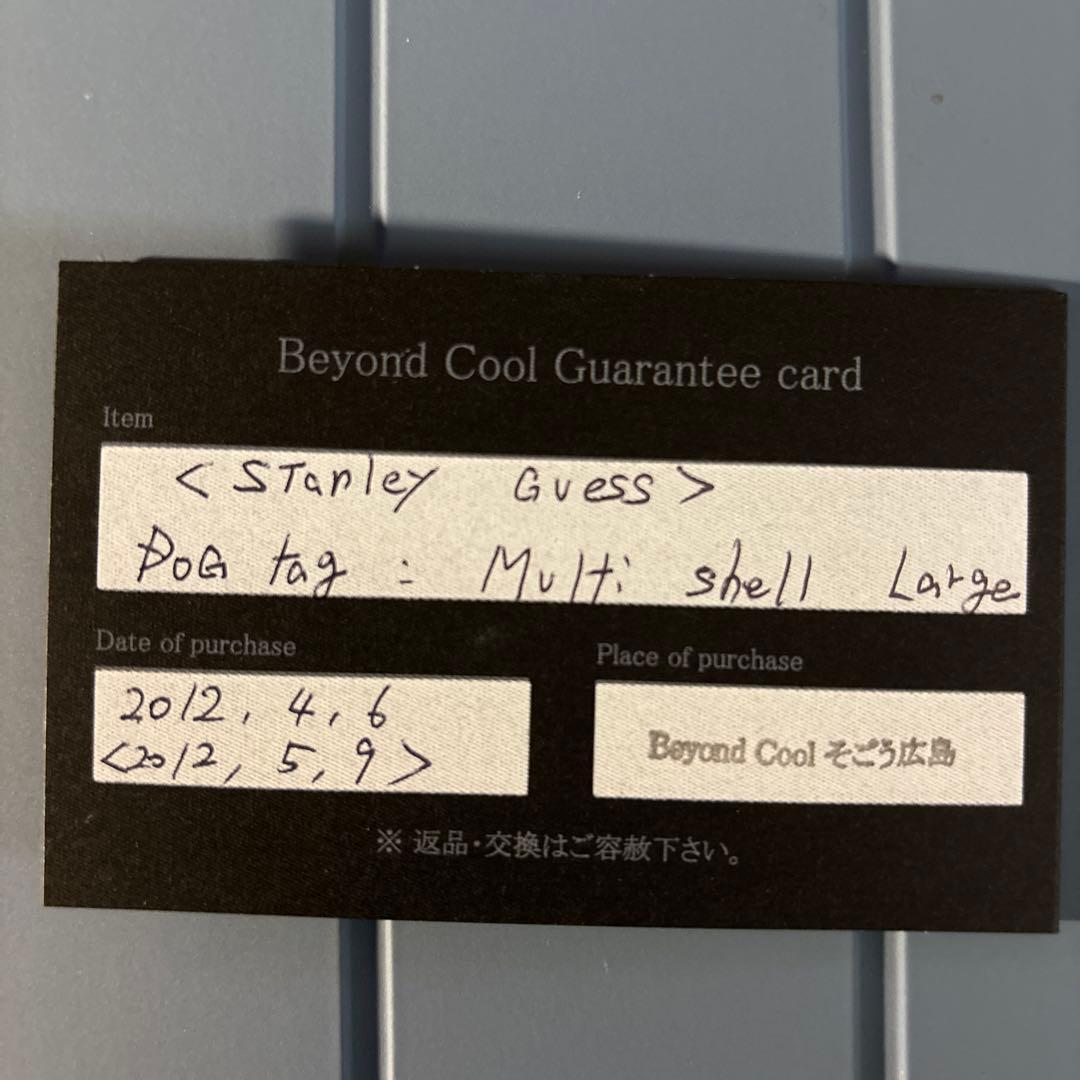 Beyond Cool Guarantee card
Item
< STanley Guess >
DoG tag : Multi shell Large
Date of purchase
2012, 4, 6
<2012, 5, 9>
Place of purchase
Beyond Cool そごう広島
※ 返品・交換はご容赦下さい。